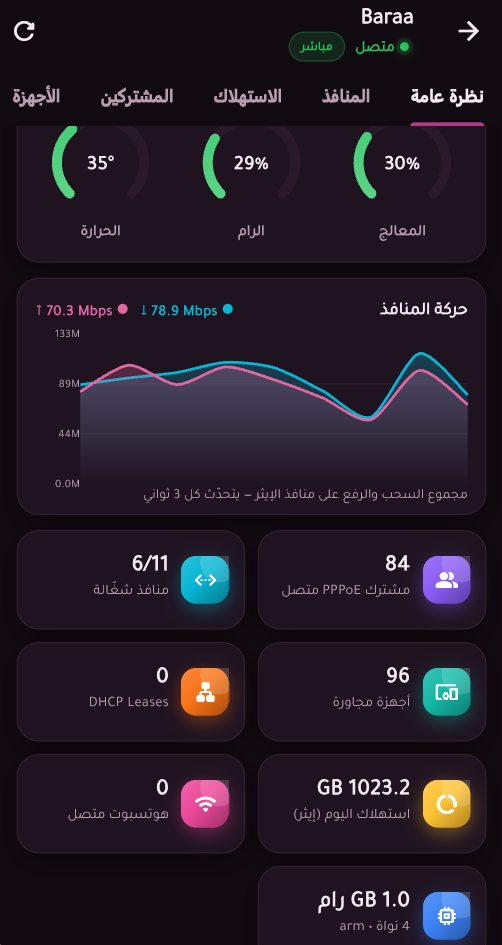 Baraa
متصل
مباشر
نظرة عامة
المنافذ
الاستهلاك
المشتركين
الأجهزة
30%
29%
35°
المعالج
الرام
الحرارة
حركة المنافذ
↓ 78.9 Mbps
↑ 70.3 Mbps
133M
89M
44M
0.0M
مجموع السحب والرفع على منافذ الإيثر – يتحدّث كل 3 ثواني
84
مشترك PPPoE متصل
6/11
منافذ شغّالة
96
أجهزة مجاورة
0
DHCP Leases
1023.2 GB
استهلاك اليوم (إيثر)
0
هوتسبوت متصل
1.0 GB رام
4 نواة • arm